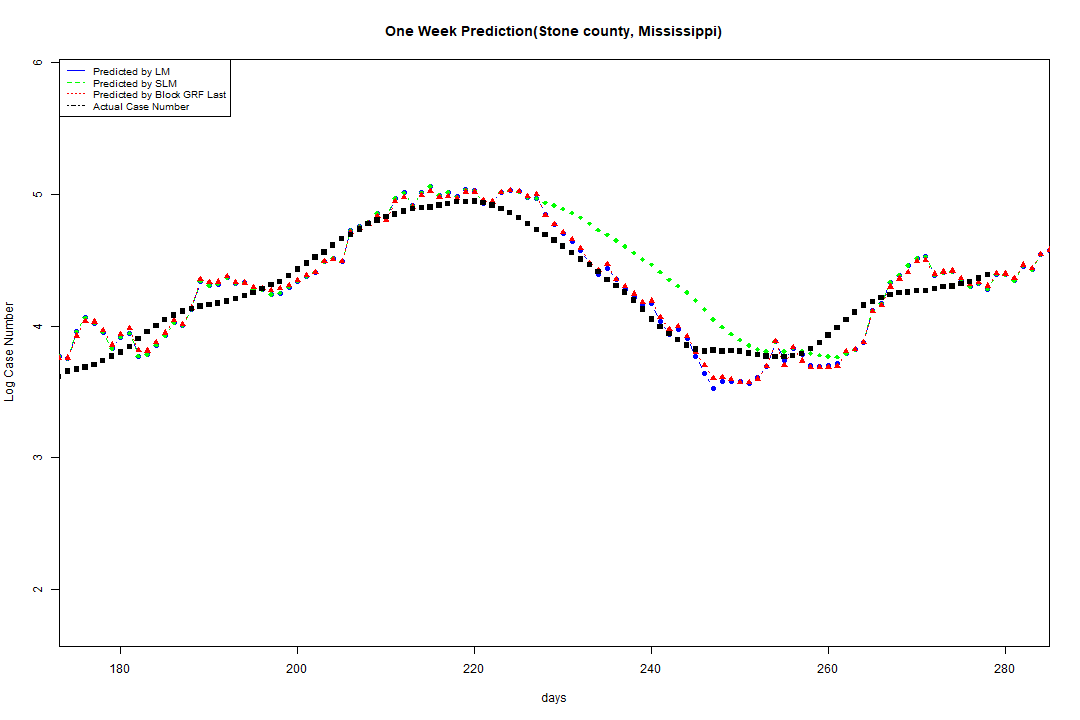 One Week Prediction(Stone county, Mississippi)
Predicted by LM
Predicted by SLM
Predicted by Block GRF Last
Actual Case Number
6
5
4
3
2
Log Case Number
180 200 220 240 260 280
days